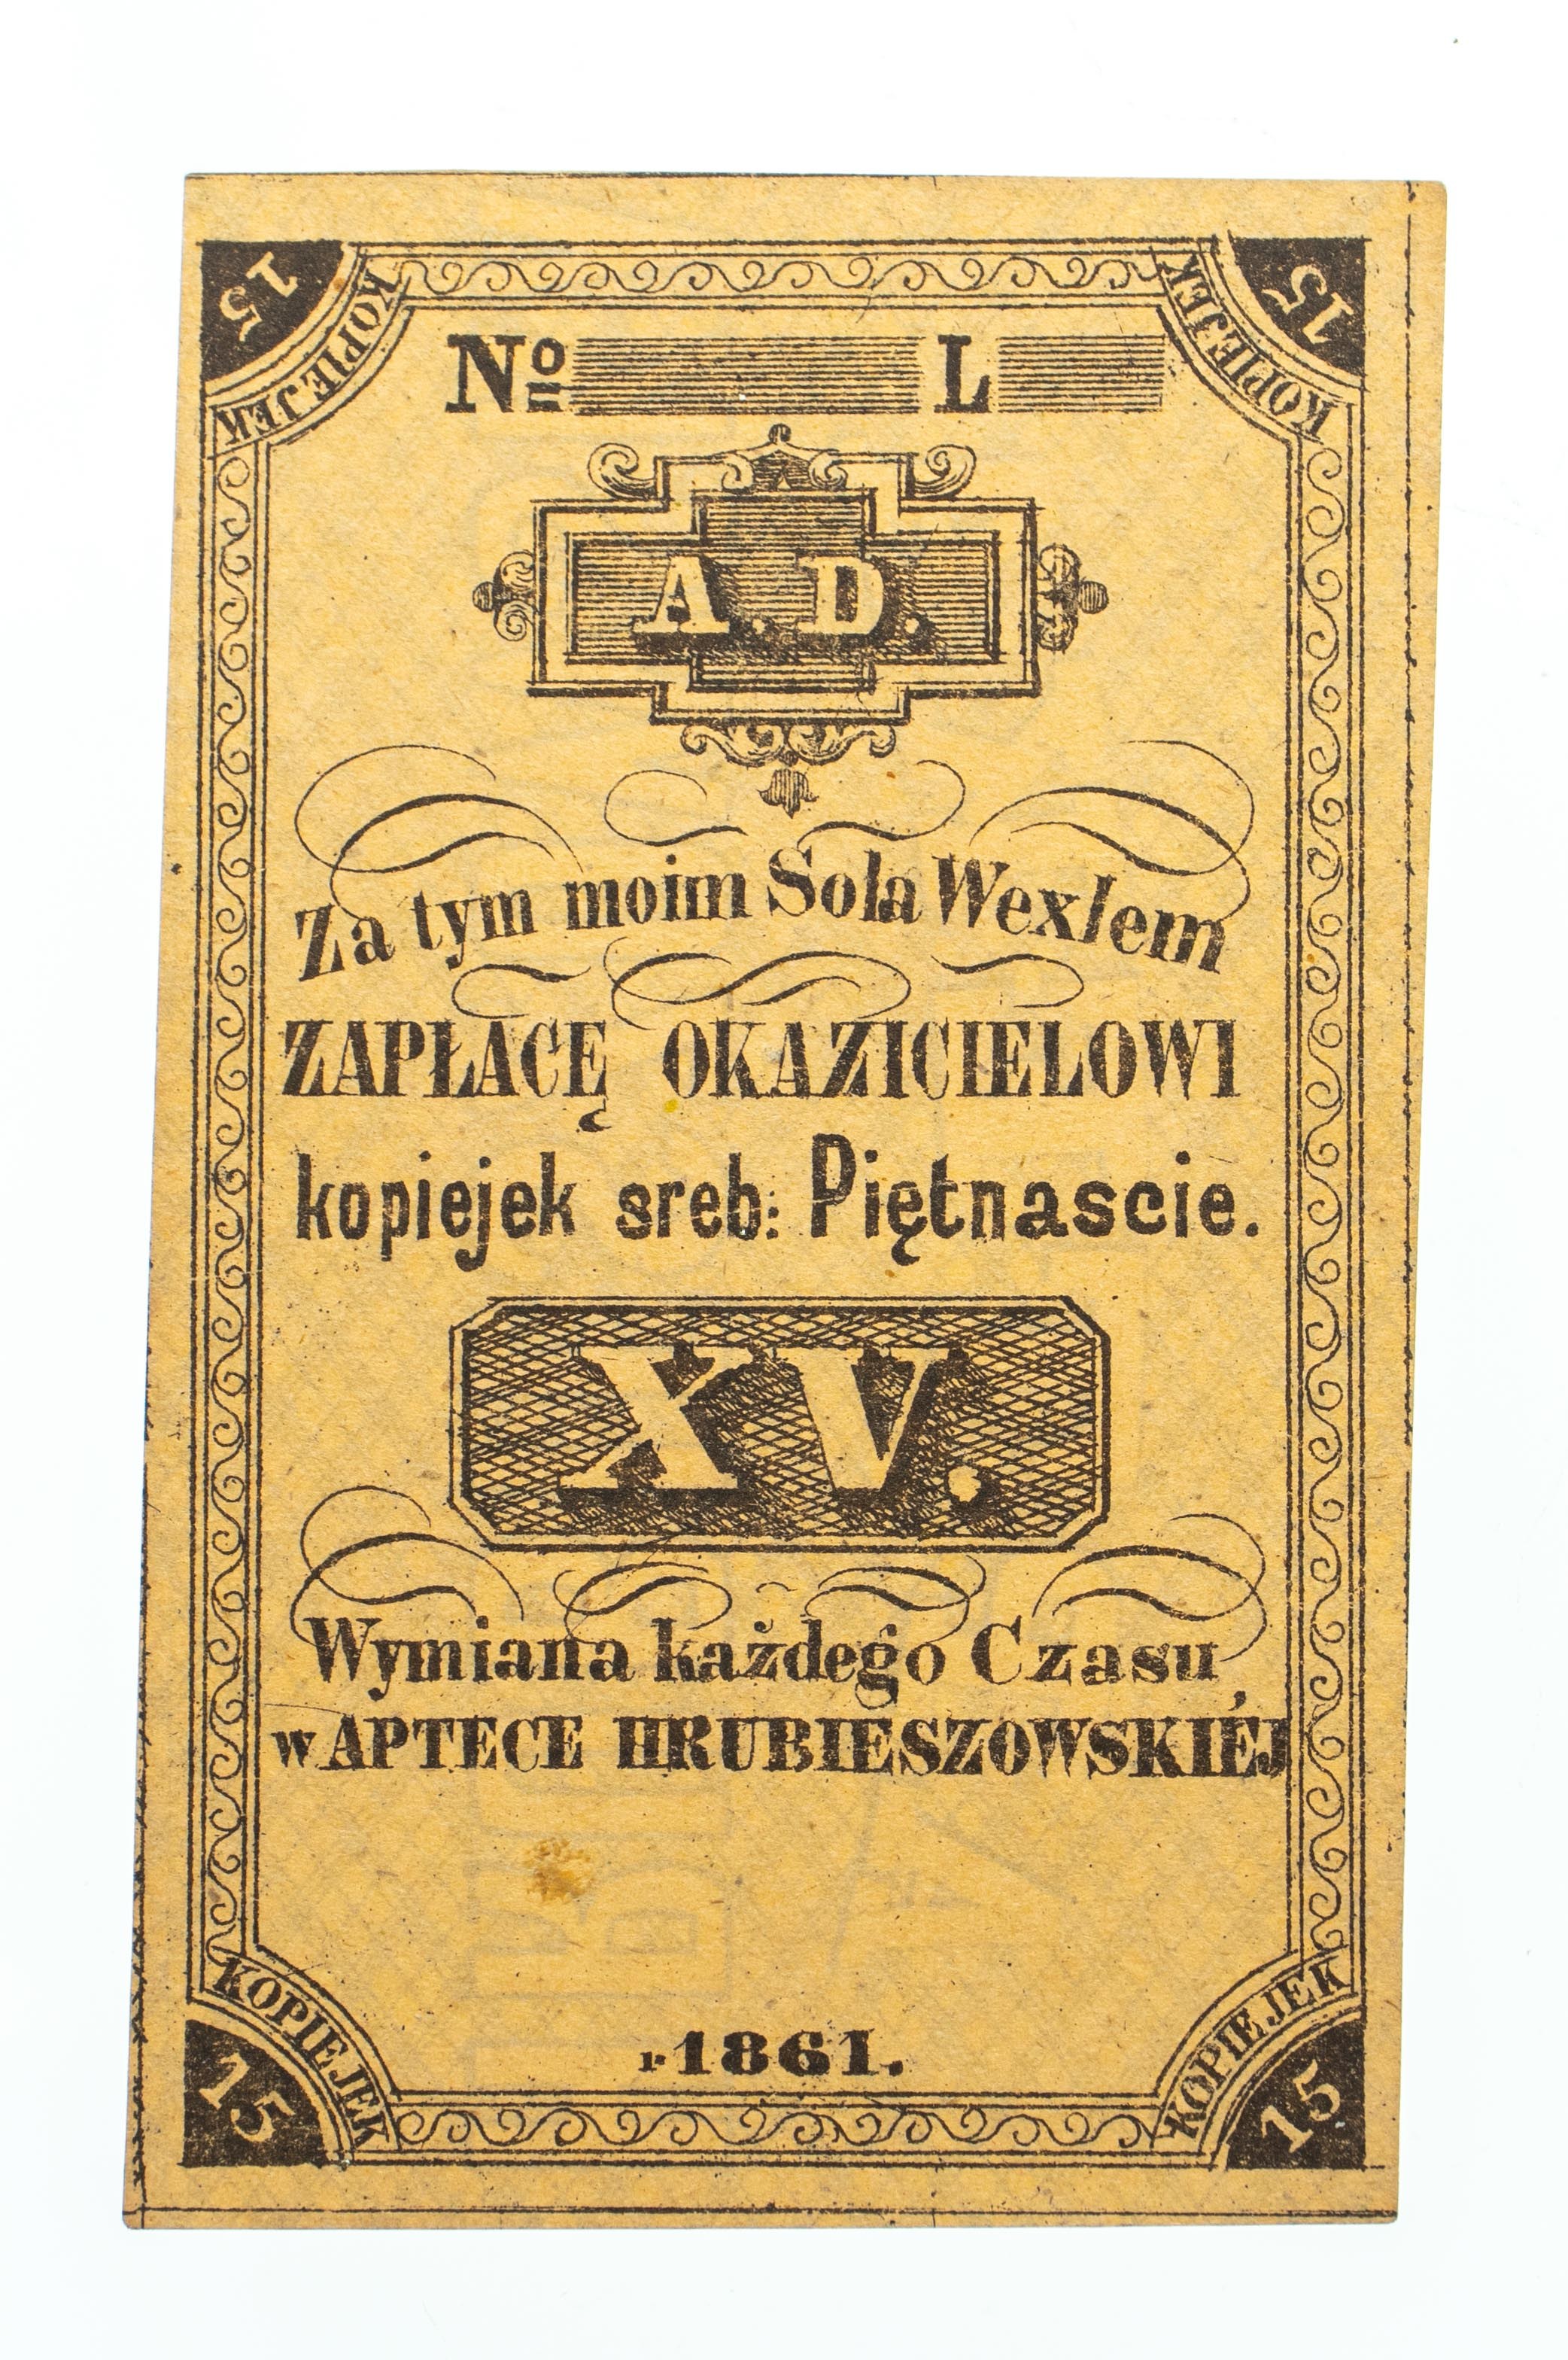 15 KOPIEJEK
15 KOPIEJEK
No L
A. D.
Za tym moim Sola Wexlem
ZAPŁACĘ OKAZICIELOWI
kopiejek sreb: Piętnascie.
XV.
Wymiana każdego Czasu
w APTECE HRUBIESZOWSKIÉJ
r. 1861.
KOPIEJEK 15
KOPIEJEK 15